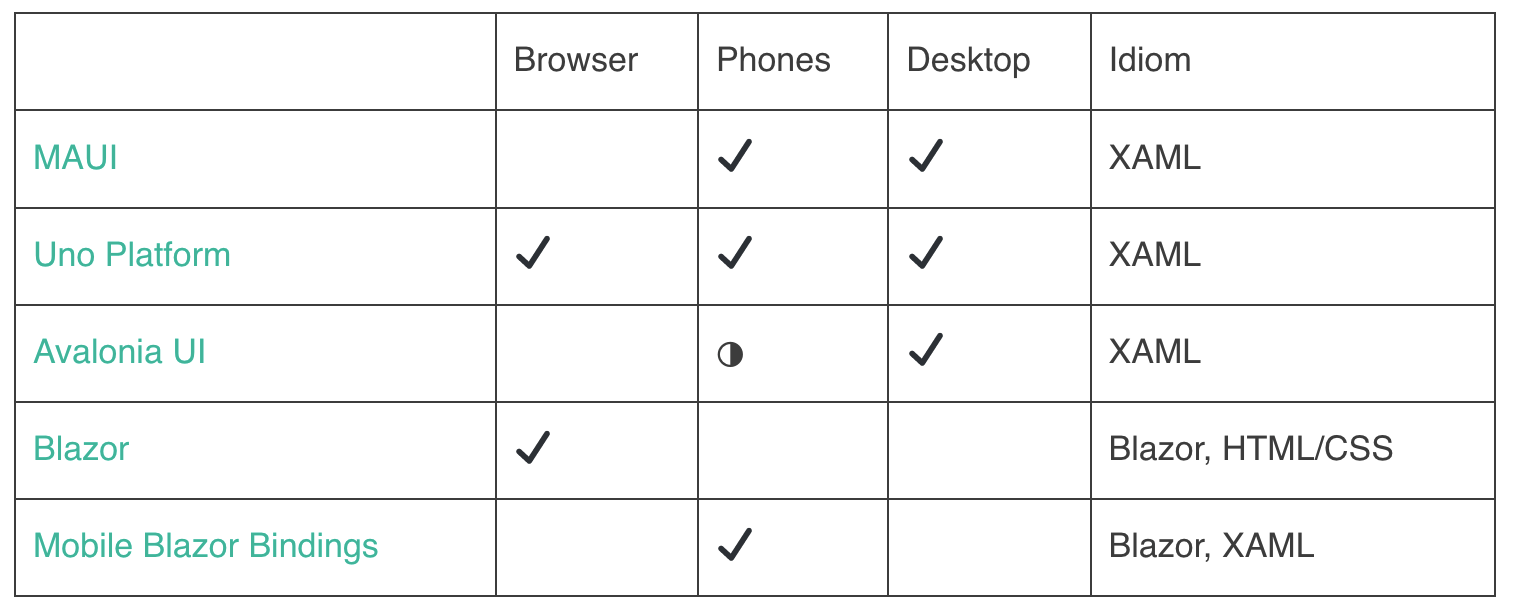 Browser Phones Desktop Idiom
MAUI ✓ ✓ XAML
Uno Platform ✓ ✓ ✓ XAML
Avalonia UI ◑ ✓ XAML
Blazor ✓ Blazor, HTML/CSS
Mobile Blazor Bindings ✓ Blazor, XAML